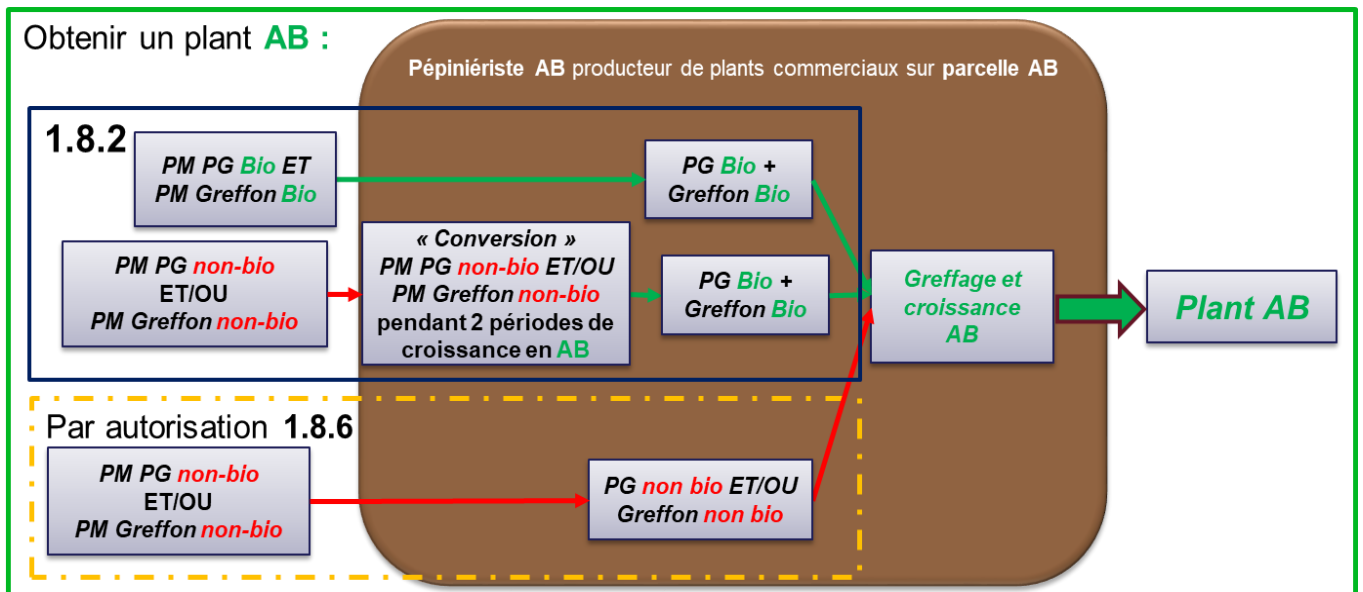 Obtenir un plant AB :
Pépiniériste AB producteur de plants commerciaux sur parcelle AB
1.8.2
PM PG Bio ET
PM Greffon Bio
PG Bio +
Greffon Bio
PM PG non-bio
ET/OU
PM Greffon non-bio
« Conversion »
PM PG non-bio ET/OU
PM Greffon non-bio
pendant 2 périodes de
croissance en AB
PG Bio +
Greffon Bio
Greffage et
croissance
AB
Plant AB
Par autorisation 1.8.6
PM PG non-bio
ET/OU
PM Greffon non-bio
PG non bio ET/OU
Greffon non bio